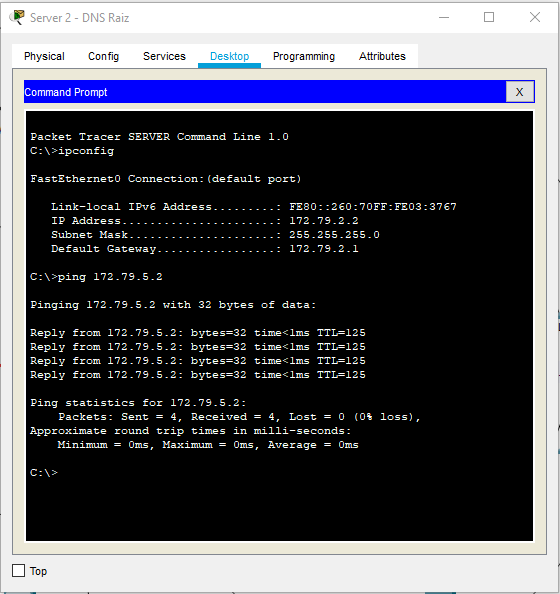 Server 2 - DNS Raiz
Physical Config Services Desktop Programming Attributes
Command Prompt X
Packet Tracer SERVER Command Line 1.0
C:\>ipconfig
FastEthernet0 Connection:(default port)
Link-local IPv6 Address.........: FE80::260:70FF:FE03:3767
IP Address......................: 172.79.2.2
Subnet Mask.....................: 255.255.255.0
Default Gateway.................: 172.79.2.1
C:\>ping 172.79.5.2
Pinging 172.79.5.2 with 32 bytes of data:
Reply from 172.79.5.2: bytes=32 time<1ms TTL=125
Reply from 172.79.5.2: bytes=32 time<1ms TTL=125
Reply from 172.79.5.2: bytes=32 time<1ms TTL=125
Reply from 172.79.5.2: bytes=32 time<1ms TTL=125
Ping statistics for 172.79.5.2:
Packets: Sent = 4, Received = 4, Lost = 0 (0% loss),
Approximate round trip times in milli-seconds:
Minimum = 0ms, Maximum = 0ms, Average = 0ms
C:\>
Top